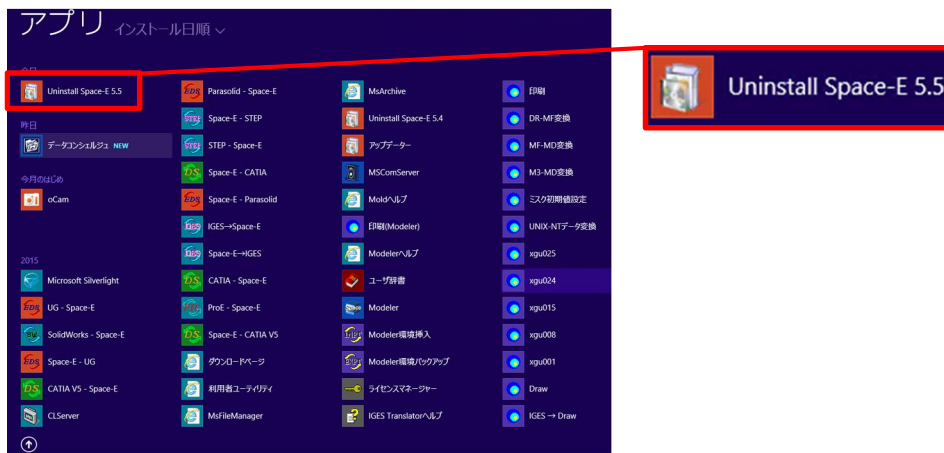 アプリ インストール日順
今日
Uninstall Space-E 5.5
昨日
データコンシェルジュ NEW
今月のはじめ
oCam
2015
Microsoft Silverlight
UG - Space-E
SolidWorks - Space-E
Space-E - UG
CATIA V5 - Space-E
CLServer
Parasolid - Space-E
Space-E - STEP
STEP - Space-E
Space-E - CATIA
Space-E - Parasolid
IGES→Space-E
Space-E→IGES
CATIA - Space-E
ProE - Space-E
Space-E - CATIA V5
ダウンロードページ
利用者ユーティリティ
MsFileManager
MsArchive
Uninstall Space-E 5.4
アップデーター
MSComServer
Moldヘルプ
印刷(Modeler)
Modelerヘルプ
ユーザ辞書
Modeler
Modeler環境挿入
Modeler環境バックアップ
ライセンスマネージャー
IGES Translatorヘルプ
印刷
DR-MF変換
MF-MD変換
M3-MD変換
ミスク初期値設定
UNIX-NTデータ変換
xgu025
xgu024
xgu015
xgu008
xgu001
Draw
IGES → Draw
Uninstall Space-E 5.5